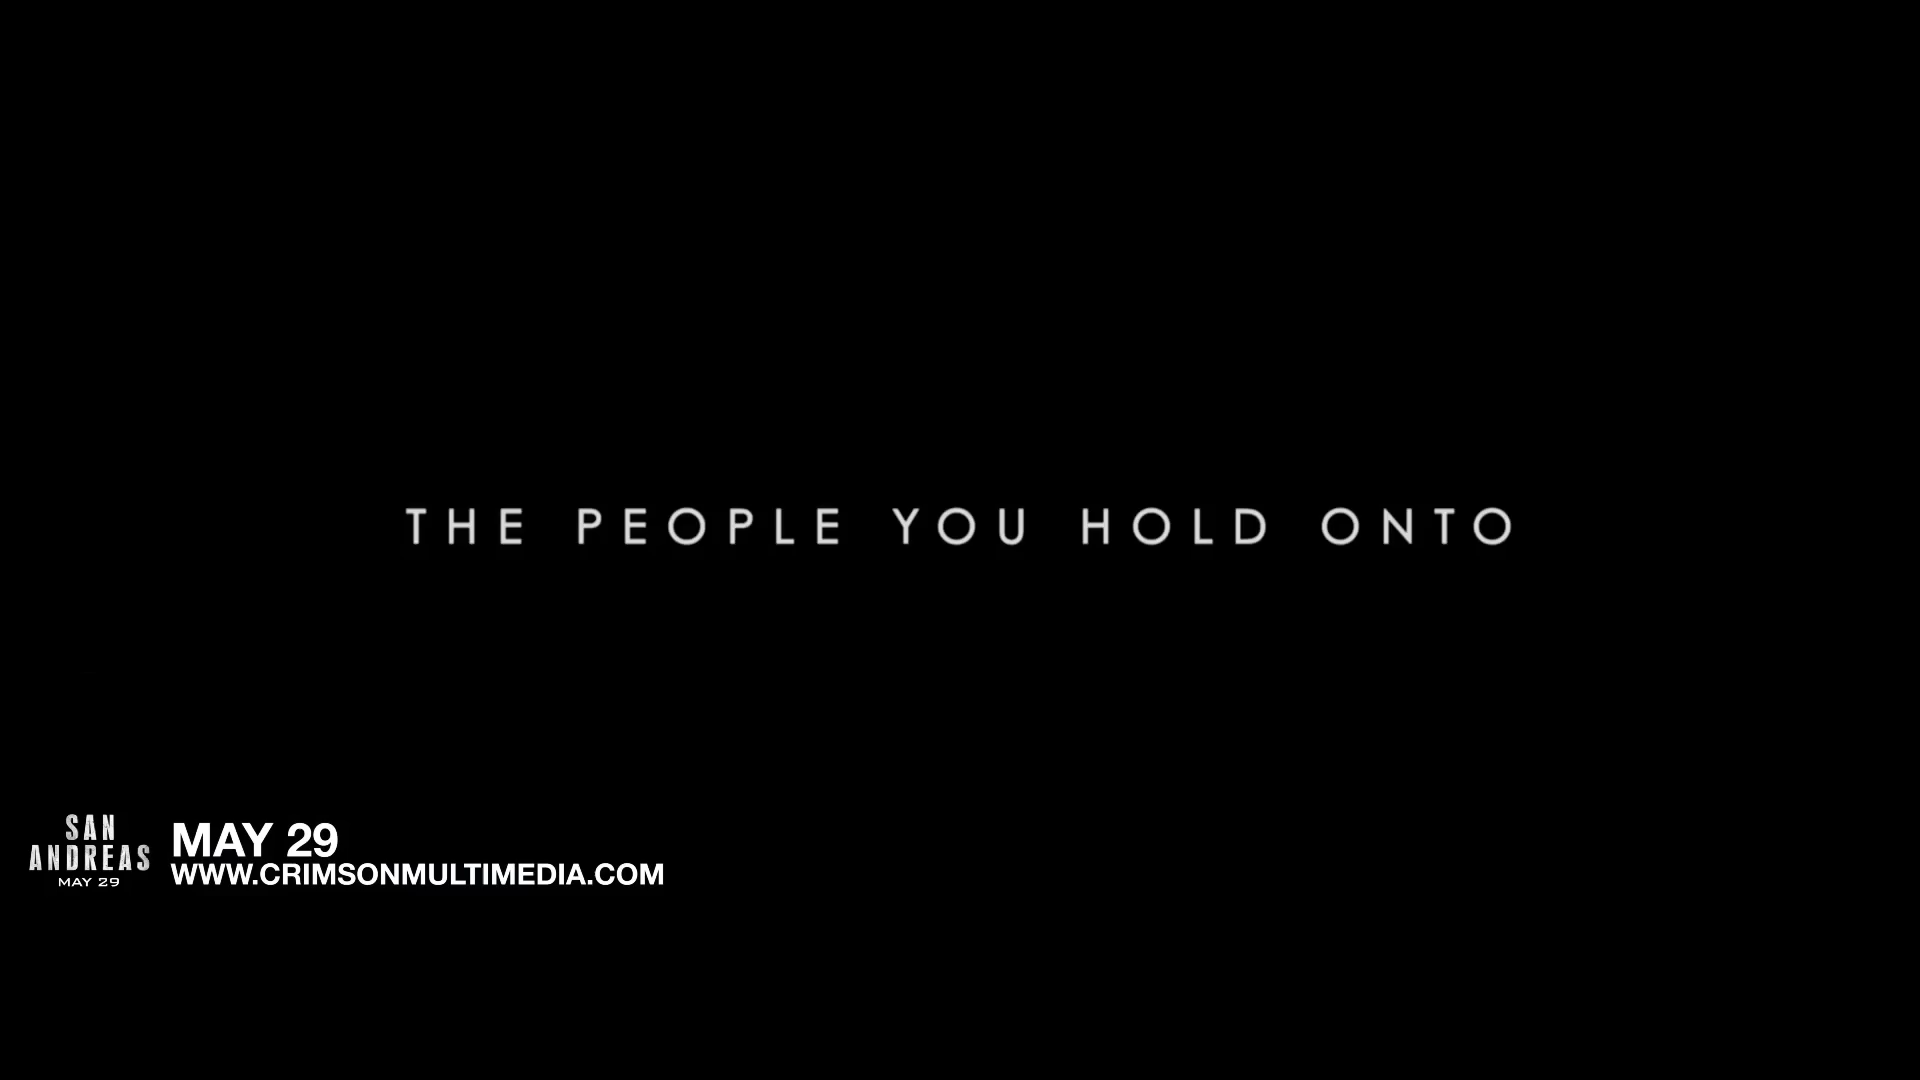 THE PEOPLE YOU HOLD ONTO
SAN
ANDREAS
MAY 29
MAY 29
WWW.CRIMSONMULTIMEDIA.COM